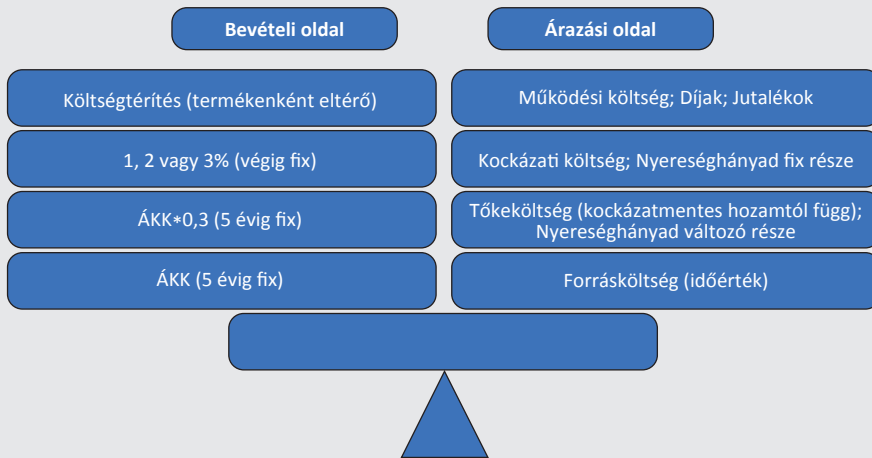 Bevételi oldal
Árazási oldal
Költségtérítés (termékenként eltérő)
Működési költség; Díjak; Jutalékok
1, 2 vagy 3% (végig fix)
Kockázati költség; Nyereséghányad fix része
ÁKK*0,3 (5 évig fix)
Tőkeköltség (kockázatmentes hozamtól függ);
Nyereséghányad változó része
ÁKK (5 évig fix)
Forrásköltség (időérték)